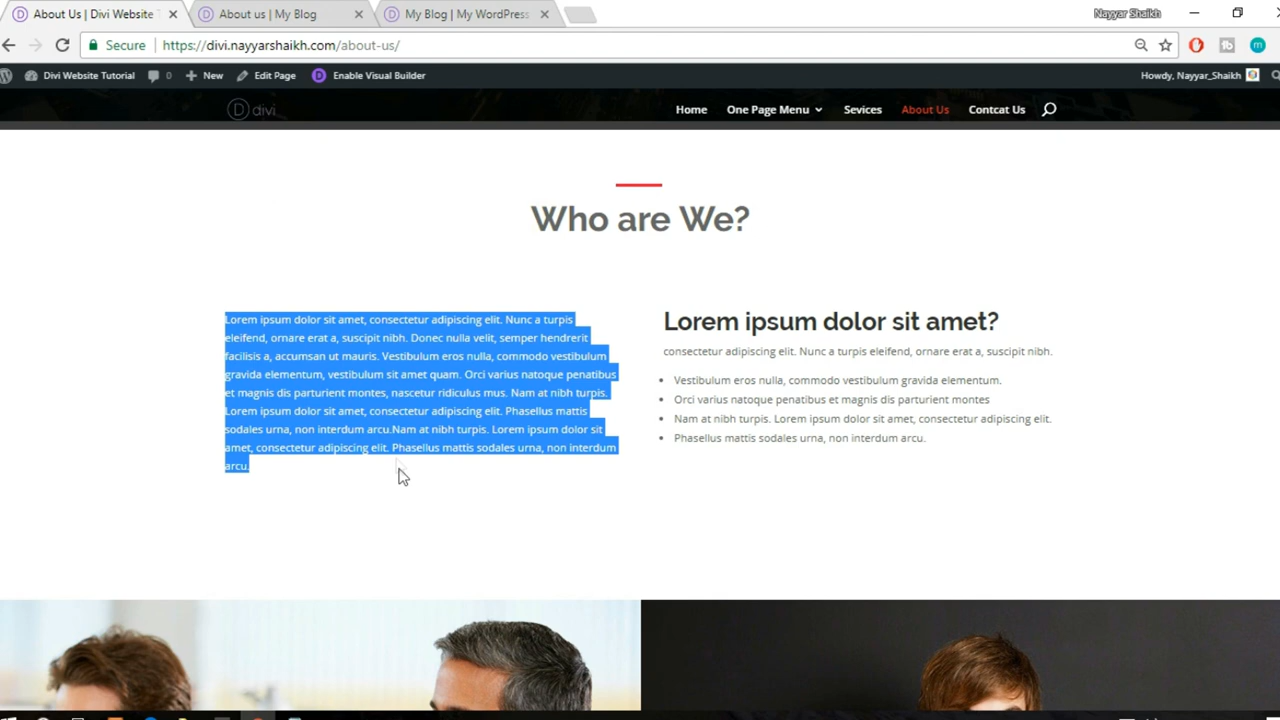 About Us | Divi Website
About us | My Blog
My Blog | My WordPress
Nayyar Shaikh
Secure
https://divi.nayyarshaikh.com/about-us/
Divi Website Tutorial
0
New
Edit Page
Enable Visual Builder
Howdy, Nayyar_Shaikh
divi
Home
One Page Menu
Sevices
About Us
Contcat Us
Who are We?
Lorem ipsum dolor sit amet, consectetur adipiscing elit. Nunc a turpis
eleifend, ornare erat a, suscipit nibh. Donec nulla velit, semper hendrerit
facilisis a, accumsan ut mauris. Vestibulum eros nulla, commodo vestibulum
gravida elementum, vestibulum sit amet quam. Orci varius natoque penatibus
et magnis dis parturient montes, nascetur ridiculus mus. Nam at nibh turpis.
Lorem ipsum dolor sit amet, consectetur adipiscing elit. Phasellus mattis
sodales urna, non interdum arcu.Nam at nibh turpis. Lorem ipsum dolor sit
amet, consectetur adipiscing elit. Phasellus mattis sodales urna, non interdum
arcu.
Lorem ipsum dolor sit amet?
consectetur adipiscing elit. Nunc a turpis eleifend, ornare erat a, suscipit nibh.
Vestibulum eros nulla, commodo vestibulum gravida elementum.
Orci varius natoque penatibus et magnis dis parturient montes
Nam at nibh turpis. Lorem ipsum dolor sit amet, consectetur adipiscing elit.
Phasellus mattis sodales urna, non interdum arcu.